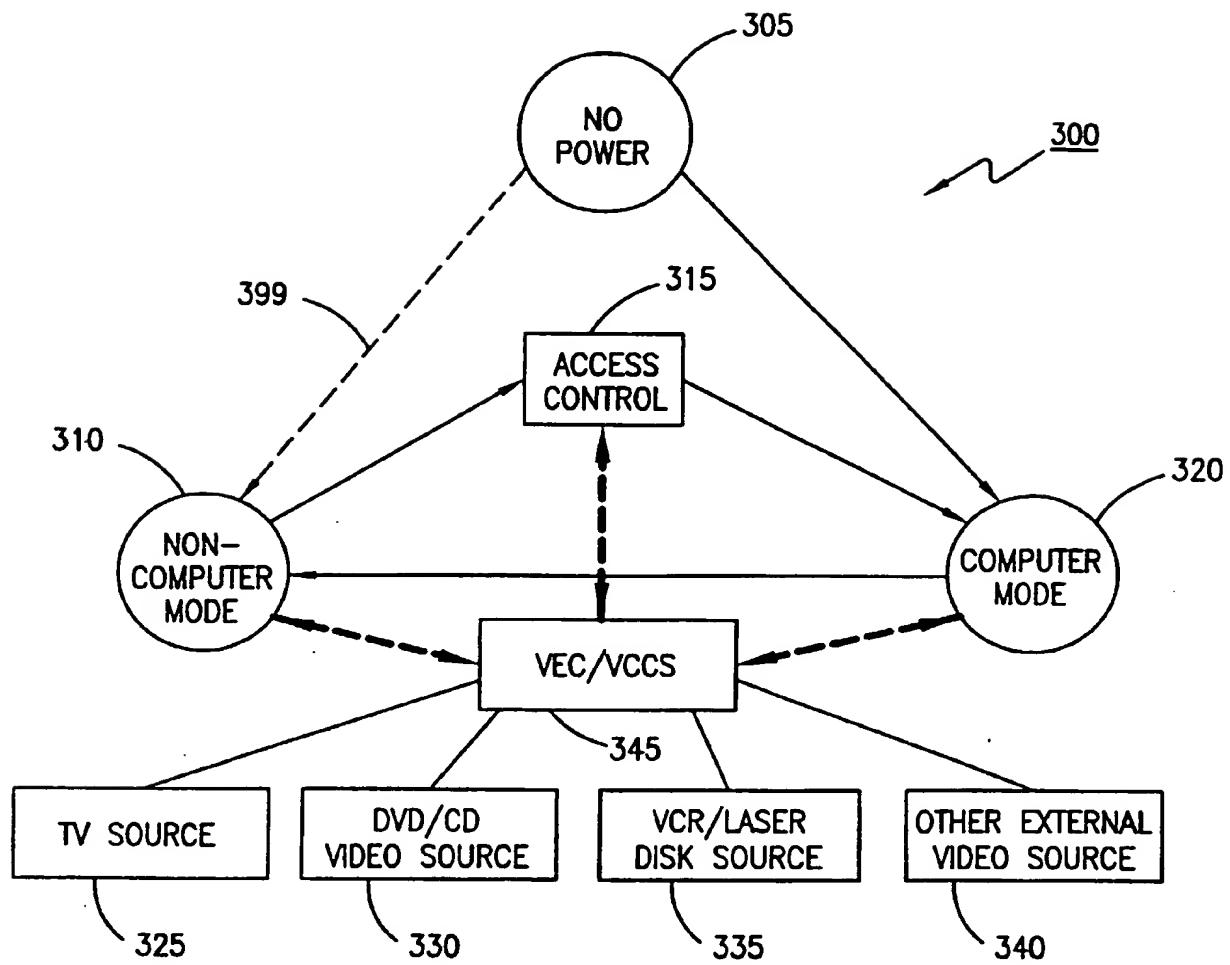 305
NO
POWER
300
399
315
ACCESS
CONTROL
310
320
NON-
COMPUTER
MODE
COMPUTER
MODE
VEC/VCCS
345
TV SOURCE
DVD/CD
VIDEO SOURCE
VCR/LASER
DISK SOURCE
OTHER EXTERNAL
VIDEO SOURCE
325
330
335
340